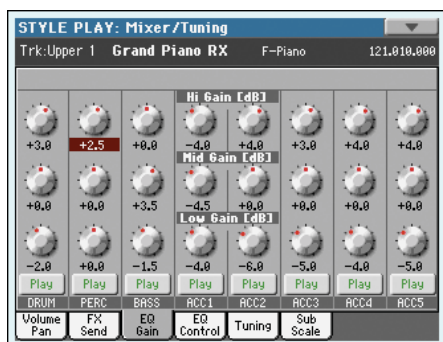 STYLE PLAY: Mixer/Tuning
Trk:Upper 1 Grand Piano RX F-Piano 121.010.000
Hi Gain [dB]
+3.0 +2.5 +0.0 -4.0 +4.0 +3.0 +4.0 +4.0
Mid Gain [dB]
+0.0 +0.0 +3.5 -4.5 +0.0 +0.0 +0.0 +0.0
Low Gain [dB]
-2.0 +0.0 -1.5 -4.0 -6.0 -5.0 -4.0 -5.0
Play Play Play Play Play Play Play Play
DRUM PERC BASS ACC1 ACC2 ACC3 ACC4 ACC5
Volume Pan FX Send EQ Gain EQ Control Tuning Sub Scale